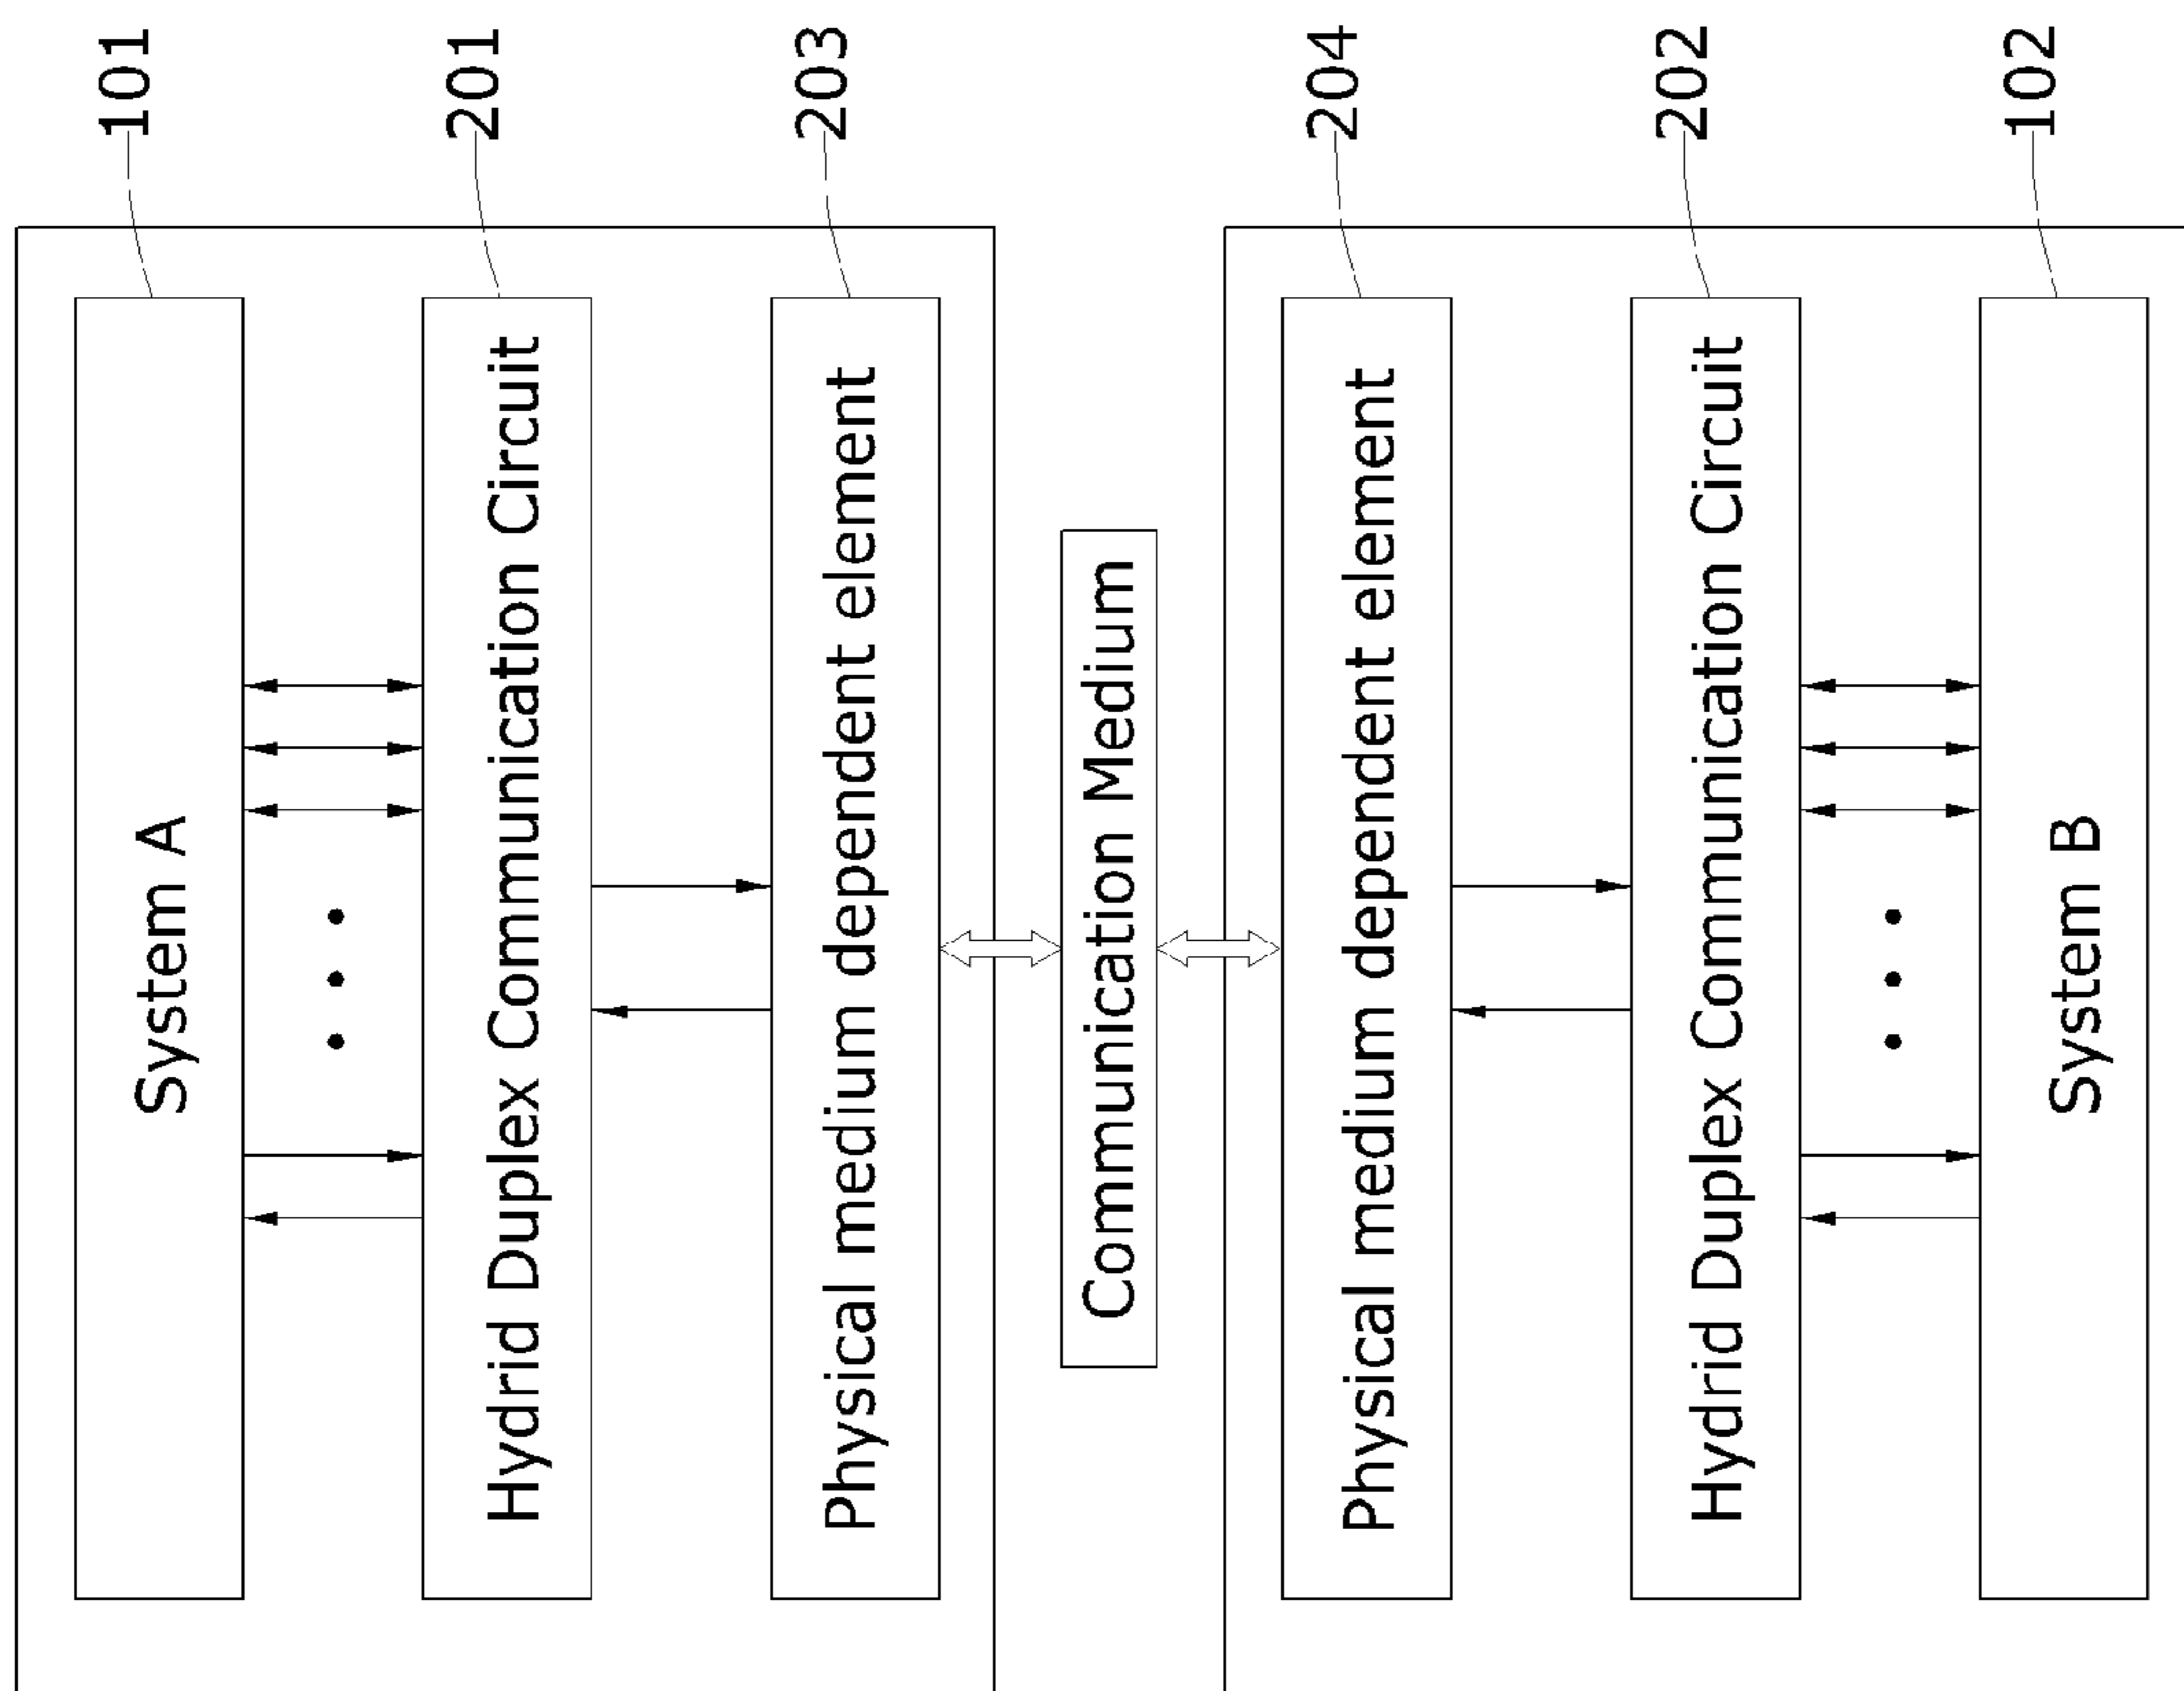 System A
101
Hydrid Duplex Communication Circuit
201
Physical medium dependent element
203
Communication Medium
Physical medium dependent element
204
Hydrid Duplex Communication Circuit
202
System B
102